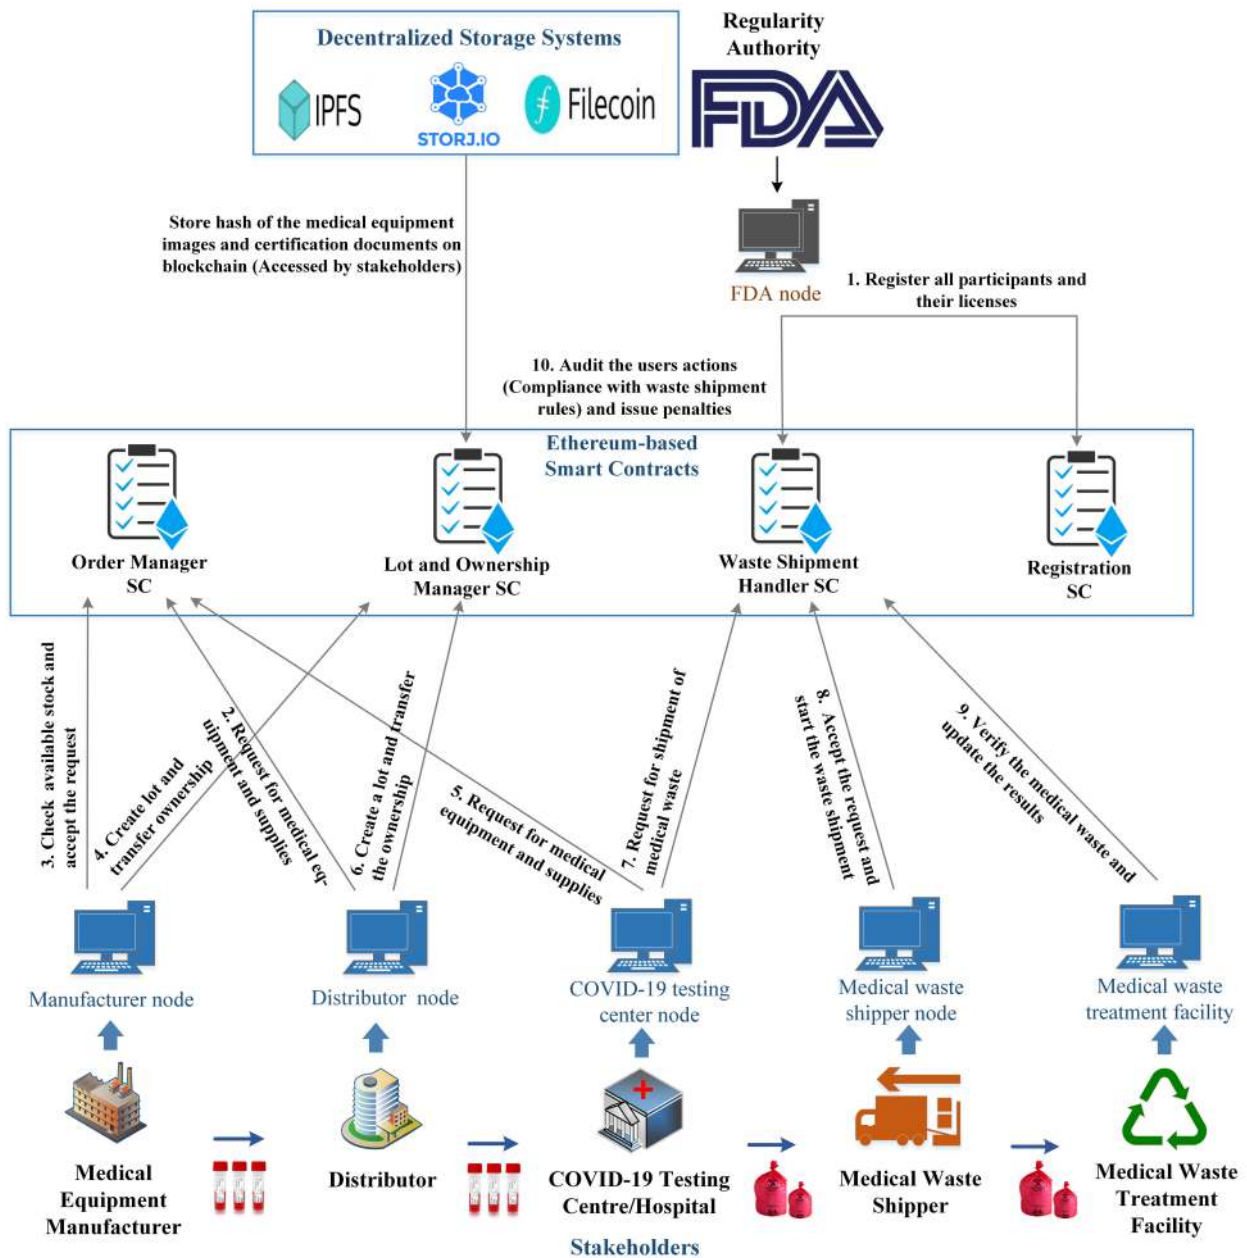 Decentralized Storage Systems
IPFS
STORJ.IO
Filecoin
Regularity
Authority
FDA
Store hash of the medical equipment
images and certification documents on
blockchain (Accessed by stakeholders)
FDA node
1. Register all participants and
their licenses
10. Audit the users actions
(Compliance with waste shipment
rules) and issue penalties
Ethereum-based
Smart Contracts
Order Manager
SC
Lot and Ownership
Manager SC
Waste Shipment
Handler SC
Registration
SC
3. Check available stock and
accept the request
4. Create lot and
transfer ownership
2. Request for medical eq-
uipment and supplies
6. Create a lot and transfer
the ownership
5. Request for medical
equipment and supplies
7. Request for shipment of
medical waste
8. Accept the request and
start the waste shipment
9. Verify the medical waste and
update the results
Manufacturer node
Distributor node
COVID-19 testing
center node
Medical waste
shipper node
Medical waste
treatment facility
Medical
Equipment
Manufacturer
Distributor
COVID-19 Testing
Centre/Hospital
Medical Waste
Shipper
Medical Waste
Treatment
Facility
Stakeholders